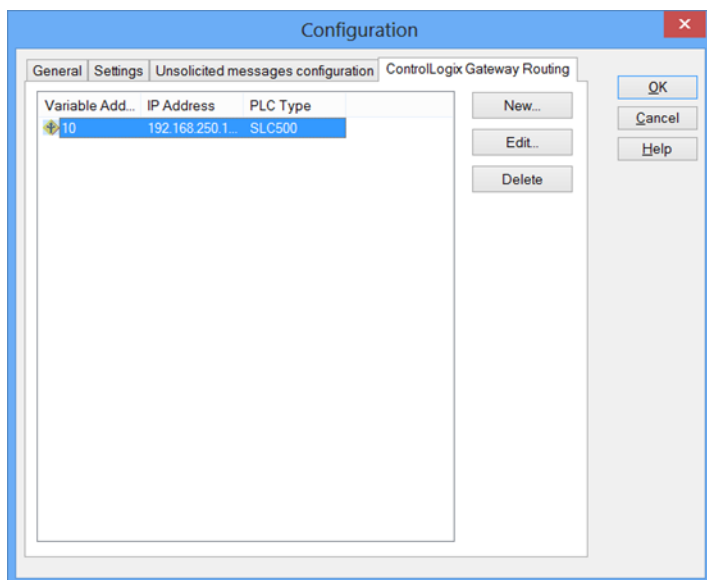 Configuration
General Settings Unsolicited messages configuration ControlLogix Gateway Routing
OK
Cancel
Help
Variable Add... IP Address PLC Type
10 192.168.250.1... SLC500
New...
Edit...
Delete